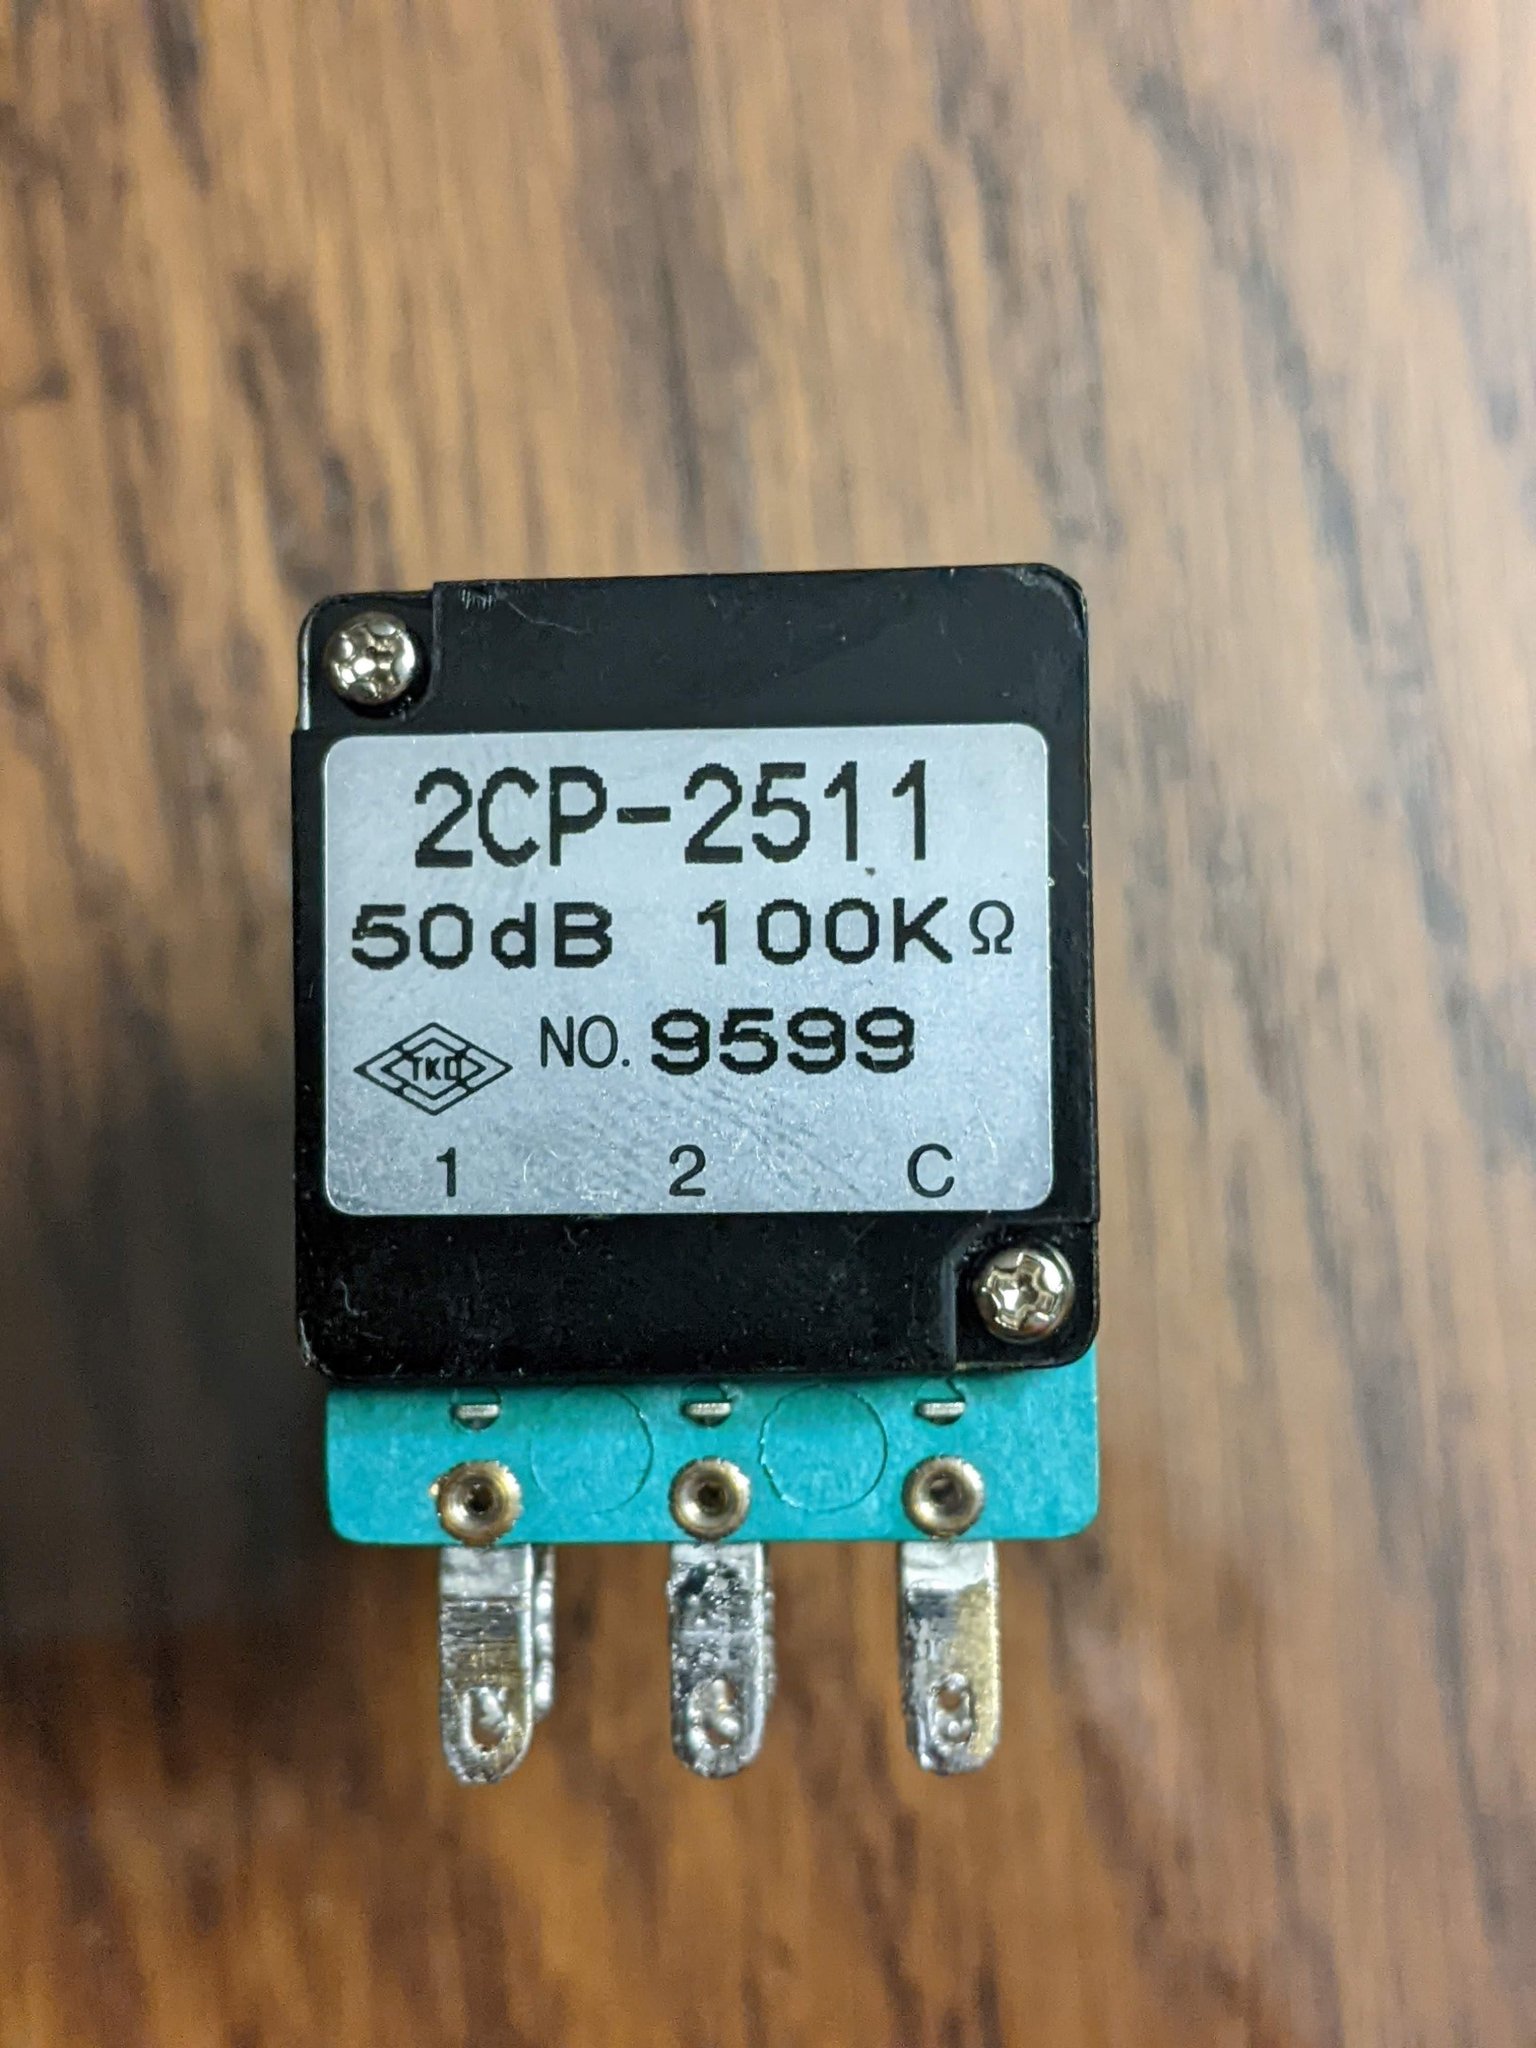 2CP-2511
50dB 100KΩ
TKD NO. 9599
1 2 C